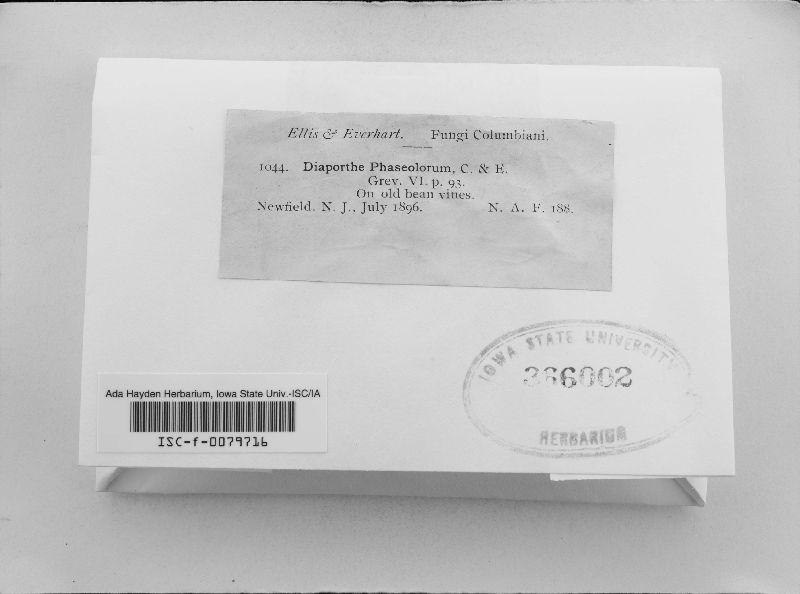 Ellis & Everhart. Fungi Columbiani.
1044. Diaporthe Phaseolorum, C. & E.
Grev. VI. p. 93.
On old bean vines.
Newfield. N. J., July 1896. N. A. F. 188.
IOWA STATE UNIVERSITY
366002
HERBARIUM
Ada Hayden Herbarium, Iowa State Univ.-ISC/IA
ISC-f-0079716